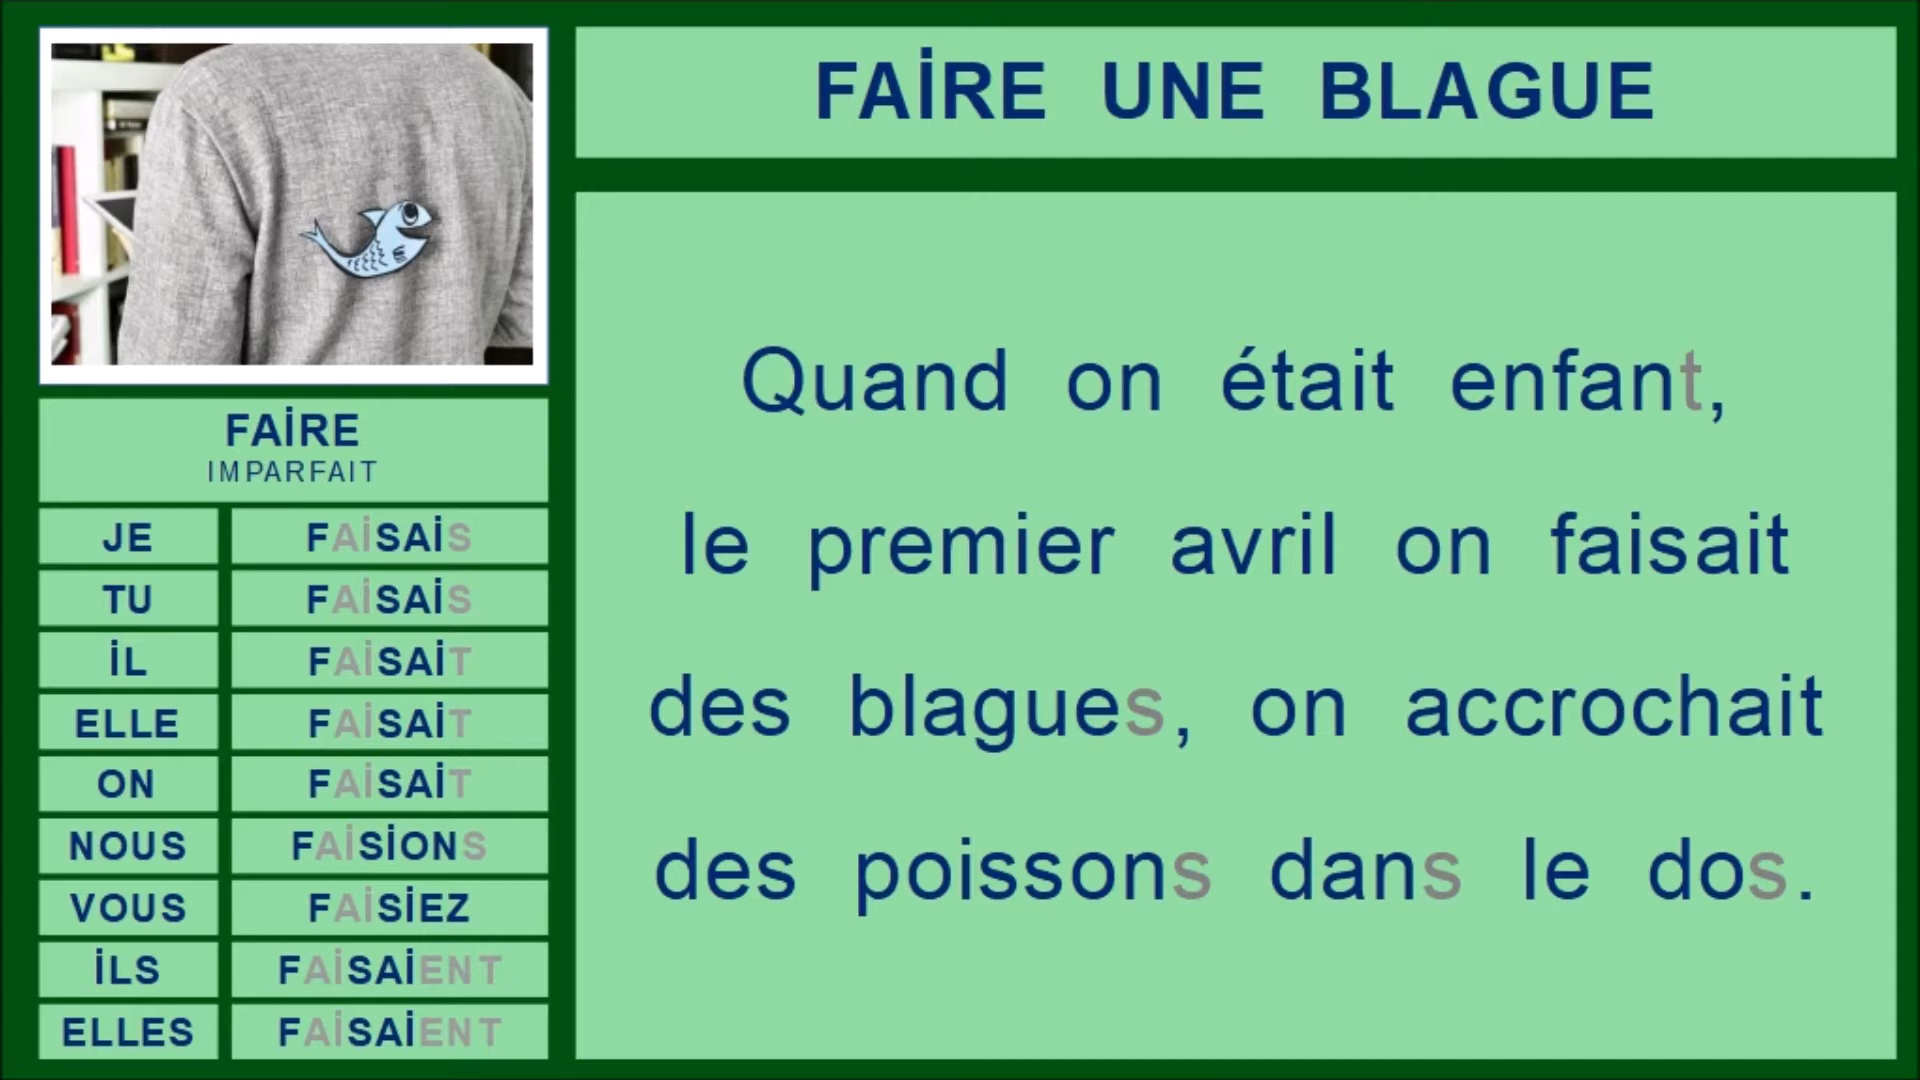 FAİRE UNE BLAGUE
Quand on était enfant,
le premier avril on faisait
des blagues, on accrochait
des poissons dans le dos.
FAİRE
IMPARFAIT
JE FAİSAİS
TU FAİSAİS
İL FAİSAİT
ELLE FAİSAİT
ON FAİSAİT
NOUS FAİSİONS
VOUS FAİSİEZ
İLS FAİSAİENT
ELLES FAİSAİENT